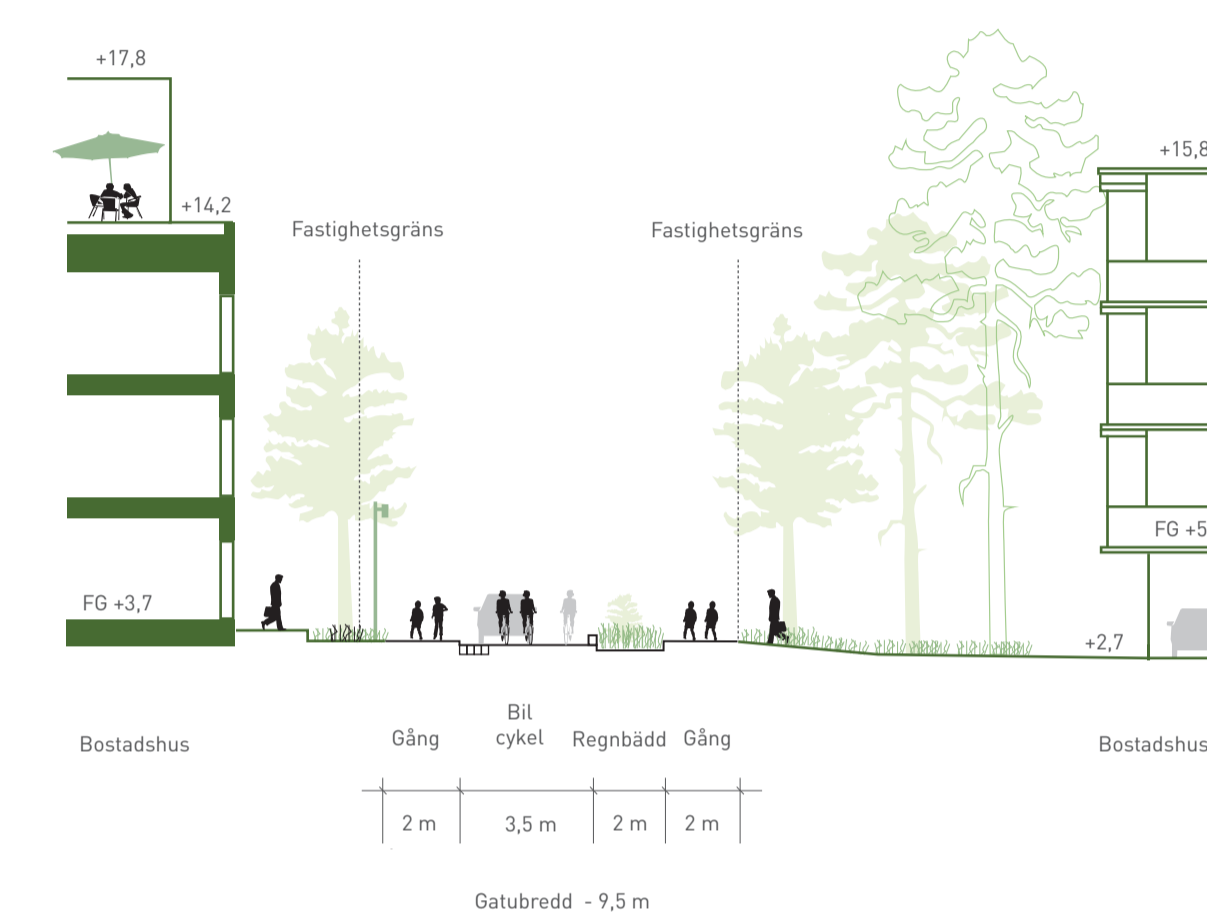 +17,8
+15,8
+14,2
Fastighetsgräns
Fastighetsgräns
FG +5
FG +3,7
+2,7
Bostadshus
Gång
Bil
cykel
Regnbädd
Gång
Bostadshus
2 m
3,5 m
2 m
2 m
Gatubredd - 9,5 m